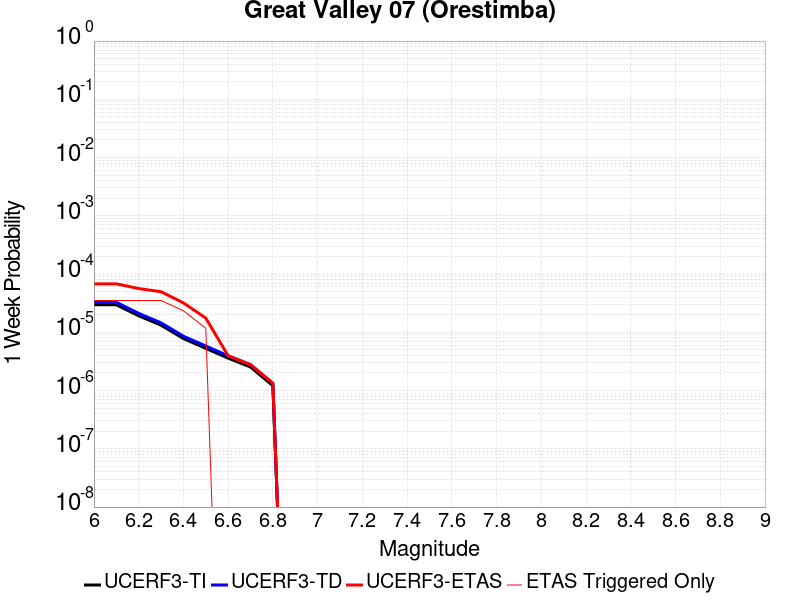 Great Valley 07 (Orestimba)
10^0
10^-1
10^-2
10^-3
10^-4
10^-5
10^-6
10^-7
10^-8
1 Week Probability
6 6.2 6.4 6.6 6.8 7 7.2 7.4 7.6 7.8 8 8.2 8.4 8.6 8.8 9
Magnitude
UCERF3-TI UCERF3-TD UCERF3-ETAS ETAS Triggered Only